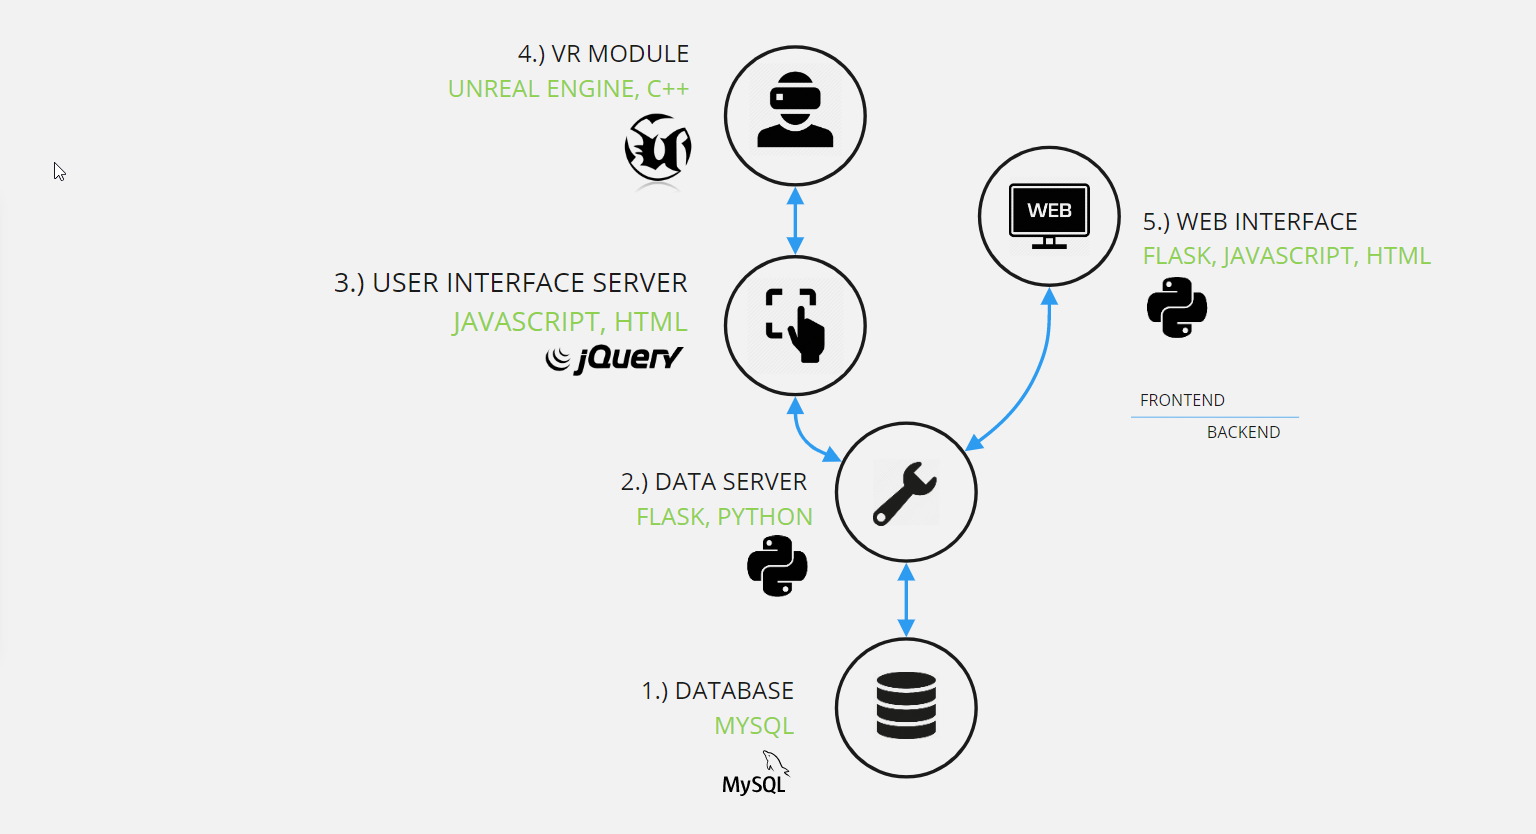 4.) VR MODULE
UNREAL ENGINE, C++
WEB
5.) WEB INTERFACE
FLASK, JAVASCRIPT, HTML
3.) USER INTERFACE SERVER
JAVASCRIPT, HTML
jQuery
FRONTEND
BACKEND
2.) DATA SERVER
FLASK, PYTHON
1.) DATABASE
MYSQL
MySQL